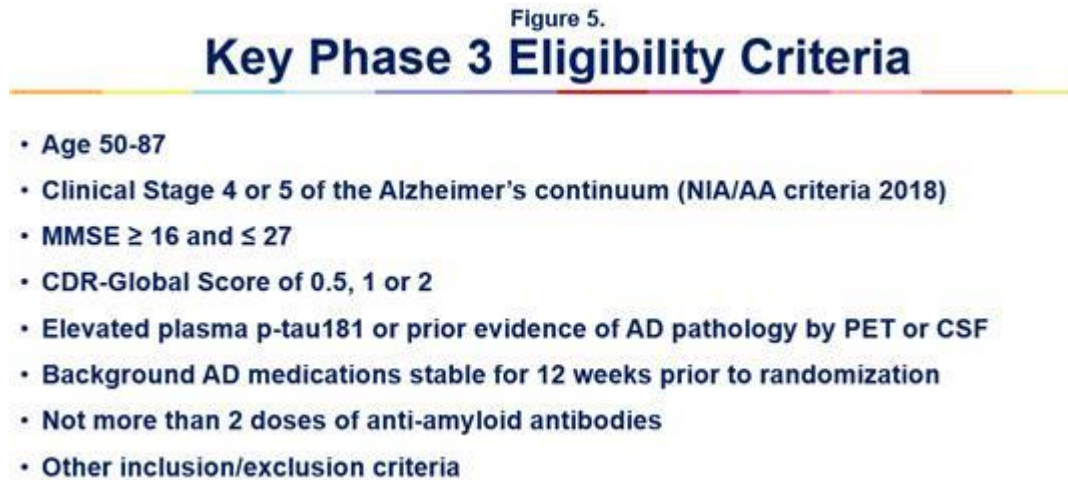 Figure 5.
Key Phase 3 Eligibility Criteria
• Age 50-87
• Clinical Stage 4 or 5 of the Alzheimer's continuum (NIA/AA criteria 2018)
• MMSE ≥ 16 and ≤ 27
• CDR-Global Score of 0.5, 1 or 2
• Elevated plasma p-tau181 or prior evidence of AD pathology by PET or CSF
• Background AD medications stable for 12 weeks prior to randomization
• Not more than 2 doses of anti-amyloid antibodies
• Other inclusion/exclusion criteria